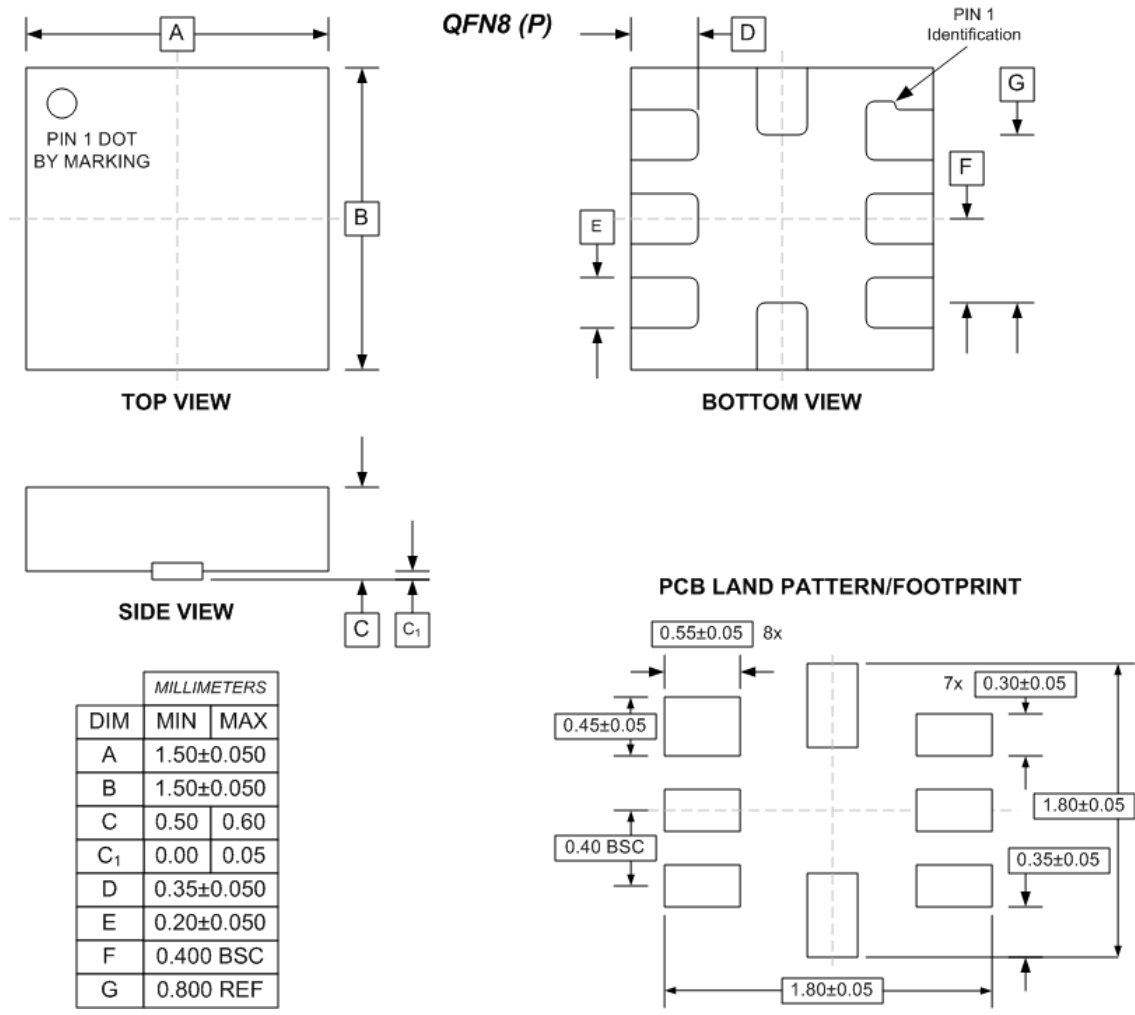 QFN8 (P)
A
D
PIN 1
Identification
G
PIN 1 DOT
BY MARKING
F
B
E
TOP VIEW
BOTTOM VIEW
SIDE VIEW
C
C₁
PCB LAND PATTERN/FOOTPRINT
MILLIMETERS
DIM MIN MAX
A 1.50±0.050
B 1.50±0.050
C 0.50 0.60
C₁ 0.00 0.05
D 0.35±0.050
E 0.20±0.050
F 0.400 BSC
G 0.800 REF
0.55±0.05 8x
7x 0.30±0.05
0.45±0.05
1.80±0.05
0.40 BSC
0.35±0.05
1.80±0.05